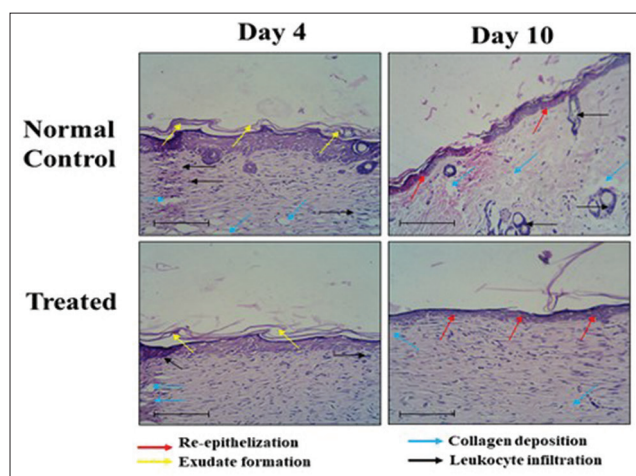 Day 4 Day 10
Normal
Control
Treated
Re-epithelization Collagen deposition
Exudate formation Leukocyte infiltration